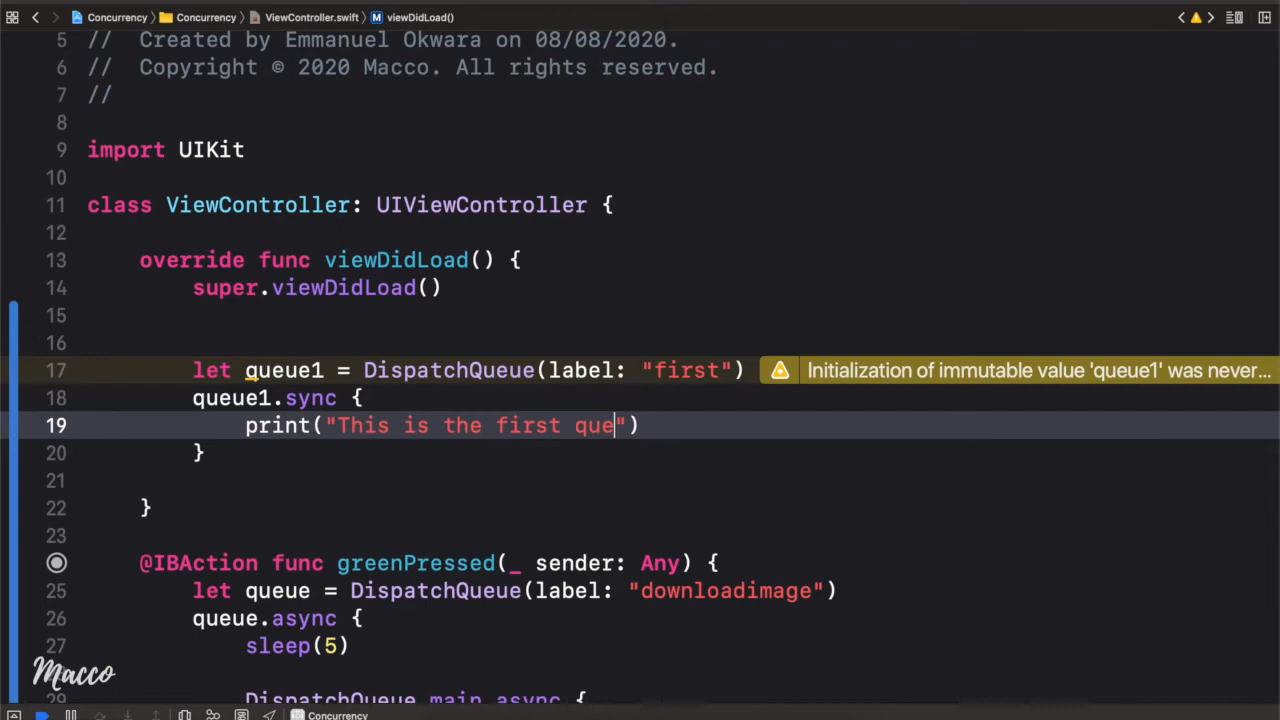 Concurrency Concurrency ViewController.swift M viewDidLoad()
5 // Created by Emmanuel Okwara on 08/08/2020.
6 // Copyright © 2020 Macco. All rights reserved.
7 //
8
9 import UIKit
10
11 class ViewController: UIViewController {
12
13 override func viewDidLoad() {
14 super.viewDidLoad()
15
16
17 let queue1 = DispatchQueue(label: "first") Initialization of immutable value 'queue1' was never...
18 queue1.sync {
19 print("This is the first que")
20 }
21
22 }
23
@IBAction func greenPressed(_ sender: Any) {
25 let queue = DispatchQueue(label: "downloadimage")
26 queue.async {
27 sleep(5)
Macco
29 DispatchQueue.main.async {
Concurrency